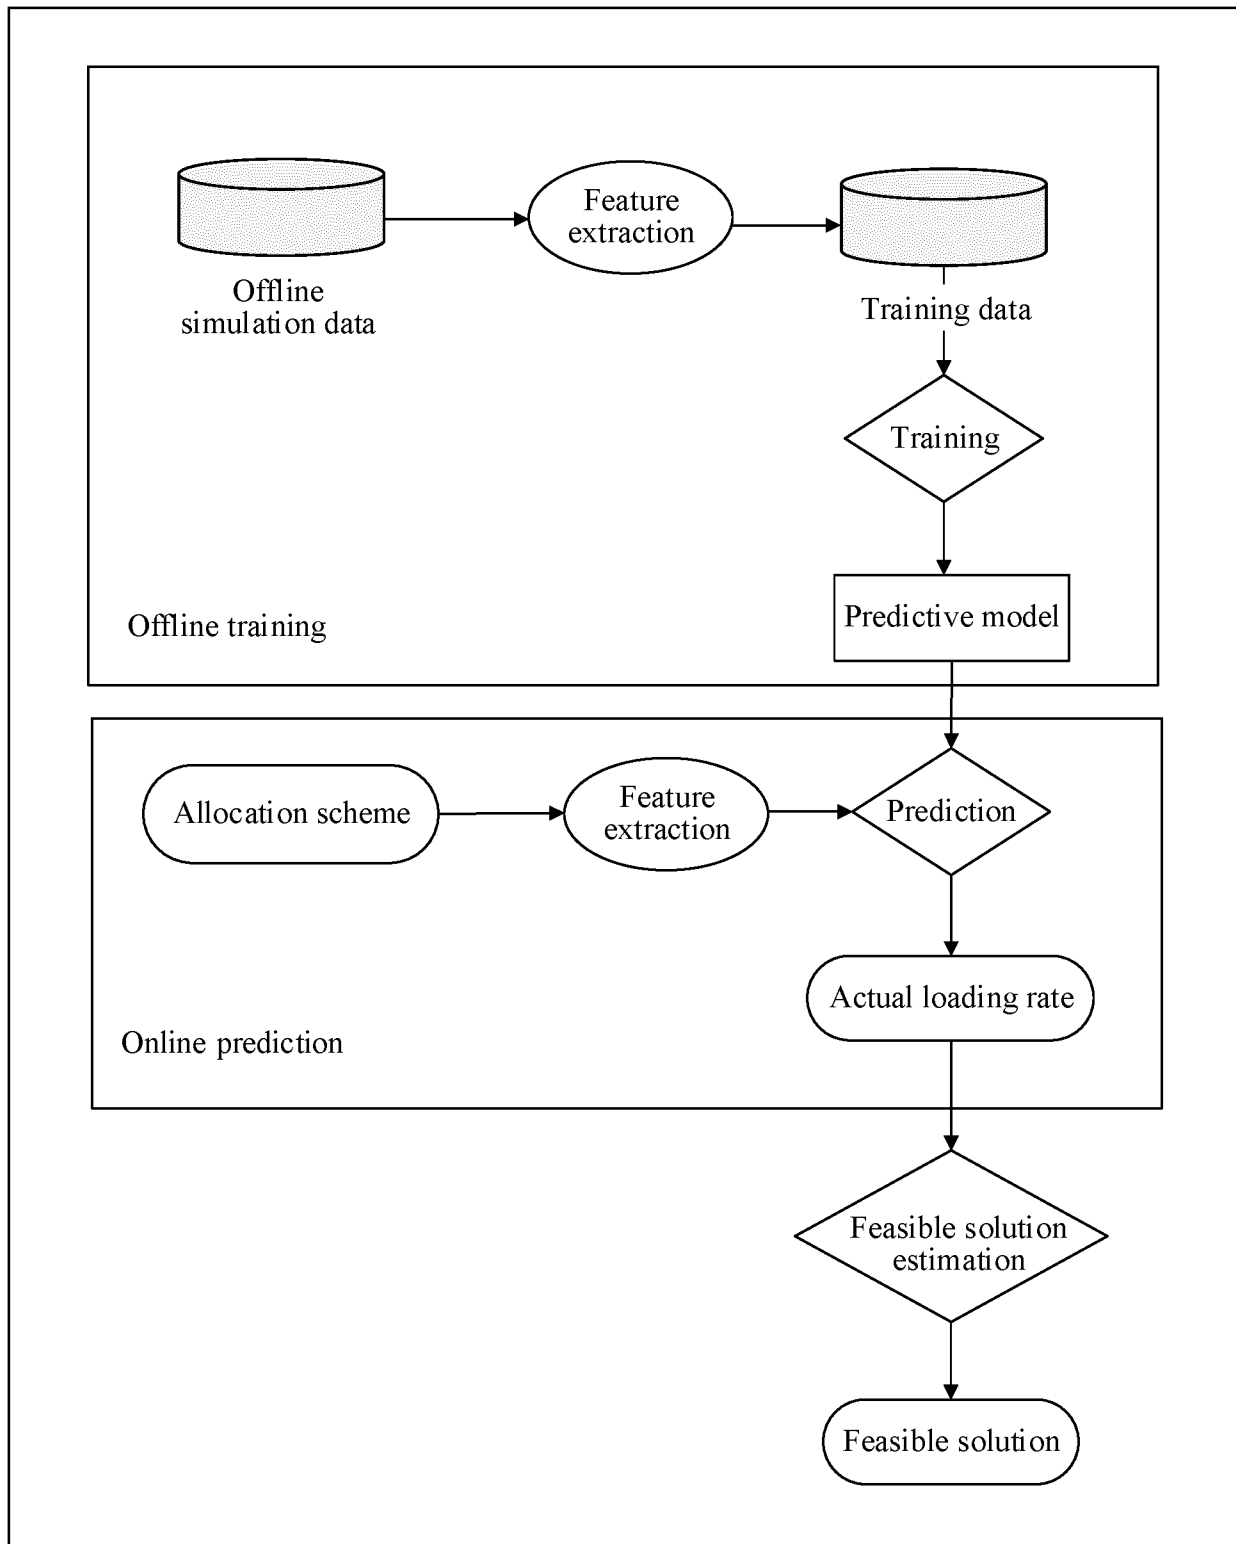 Feature
extraction
Offline
simulation data
Training data
Training
Predictive model
Offline training
Allocation scheme
Feature
extraction
Prediction
Actual loading rate
Online prediction
Feasible solution
estimation
Feasible solution